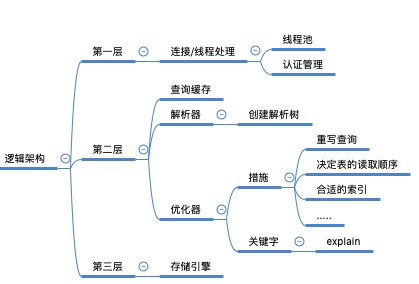 逻辑架构
第一层
连接/线程处理
线程池
认证管理
第二层
查询缓存
解析器
创建解析树
优化器
措施
重写查询
决定表的读取顺序
合适的索引
.....
关键字
explain
第三层
存储引擎